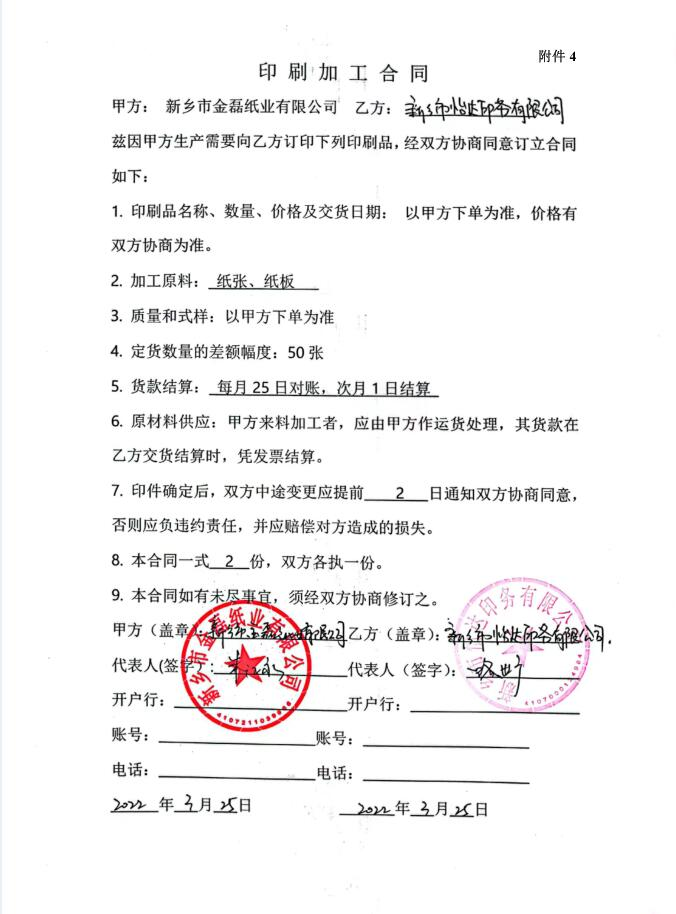 附件 4
印刷加工合同
甲方： 新乡市金磊纸业有限公司 乙方： 新乡市怡达印务有限公司
兹因甲方生产需要向乙方订印下列印刷品，经双方协商同意订立合同
如下：
1. 印刷品名称、数量、价格及交货日期： 以甲方下单为准，价格有
双方协商为准。
2. 加工原料： 纸张、纸板
3. 质量和式样：以甲方下单为准
4. 定货数量的差额幅度：50 张
5. 货款结算： 每月 25 日对账，次月 1 日结算
6. 原材料供应：甲方来料加工者，应由甲方作运货处理，其货款在
乙方交货结算时，凭发票结算。
7. 印件确定后，双方中途变更应提前 2 日通知双方协商同意，
否则应负违约责任，并应赔偿对方造成的损失。
8. 本合同一式 2 份，双方各执一份。
9. 本合同如有未尽事宜，须经双方协商修订之。
甲方（盖章）：新乡市金磊纸业有限公司 乙方（盖章）：新乡市怡达印务有限公司.
代表人(签字)： 代表人（签字）：
新乡市金磊纸业有限公司
开户行： 开户行：
账号： 账号：
电话： 电话：
2022 年 3 月 25 日 2022 年 3 月 25 日